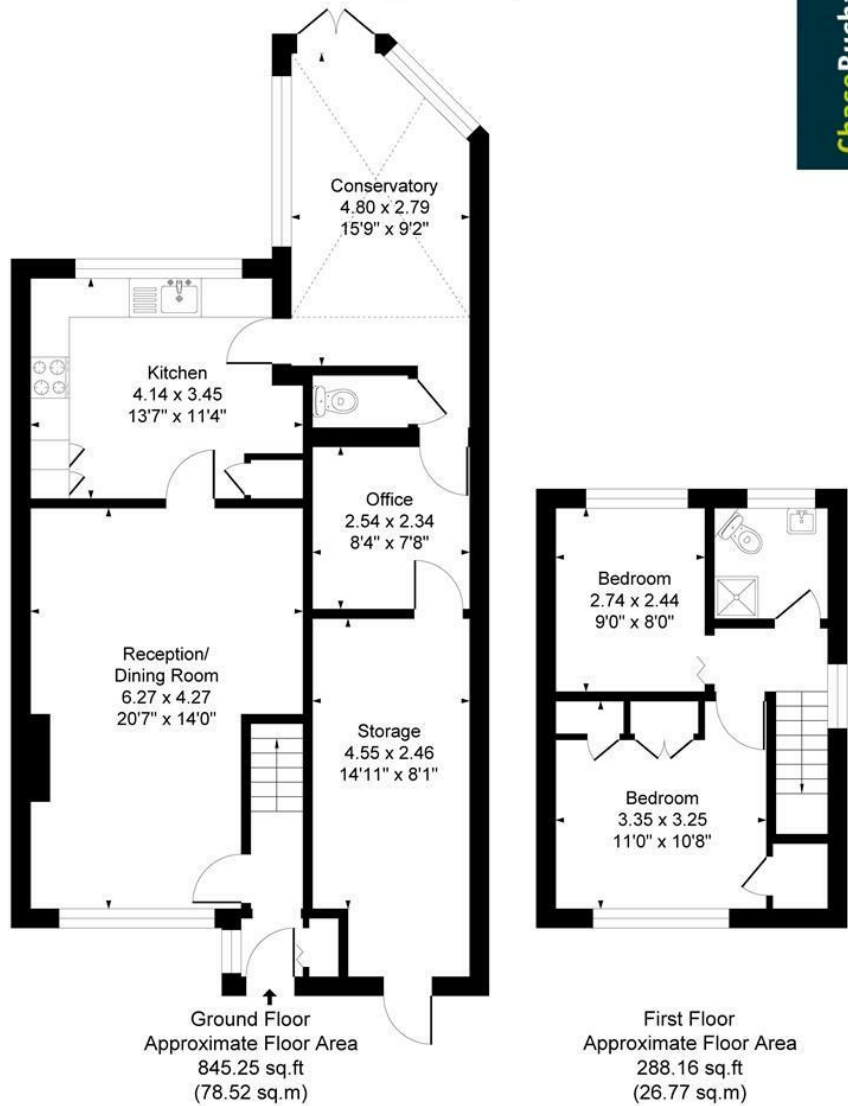 Conservatory
4.80 x 2.79
15'9" x 9'2"
Kitchen
4.14 x 3.45
13'7" x 11'4"
Office
2.54 x 2.34
8'4" x 7'8"
Reception/
Dining Room
6.27 x 4.27
20'7" x 14'0"
Storage
4.55 x 2.46
14'11" x 8'1"
Bedroom
2.74 x 2.44
9'0" x 8'0"
Bedroom
3.35 x 3.25
11'0" x 10'8"
Ground Floor
Approximate Floor Area
845.25 sq.ft
(78.52 sq.m)
First Floor
Approximate Floor Area
288.16 sq.ft
(26.77 sq.m)